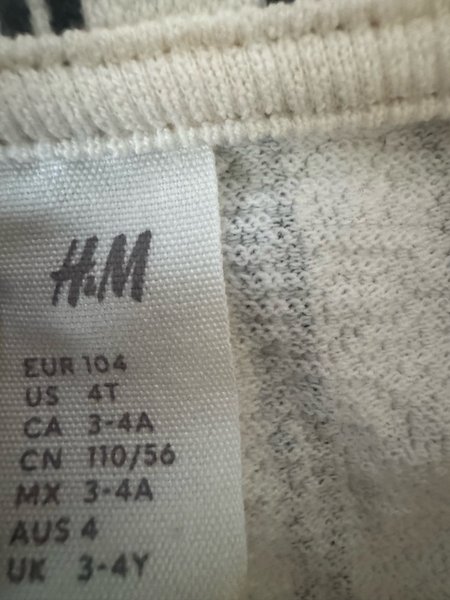 H&M
EUR 104
US 4T
CA 3-4A
CN 110/56
MX 3-4A
AUS 4
UK 3-4Y